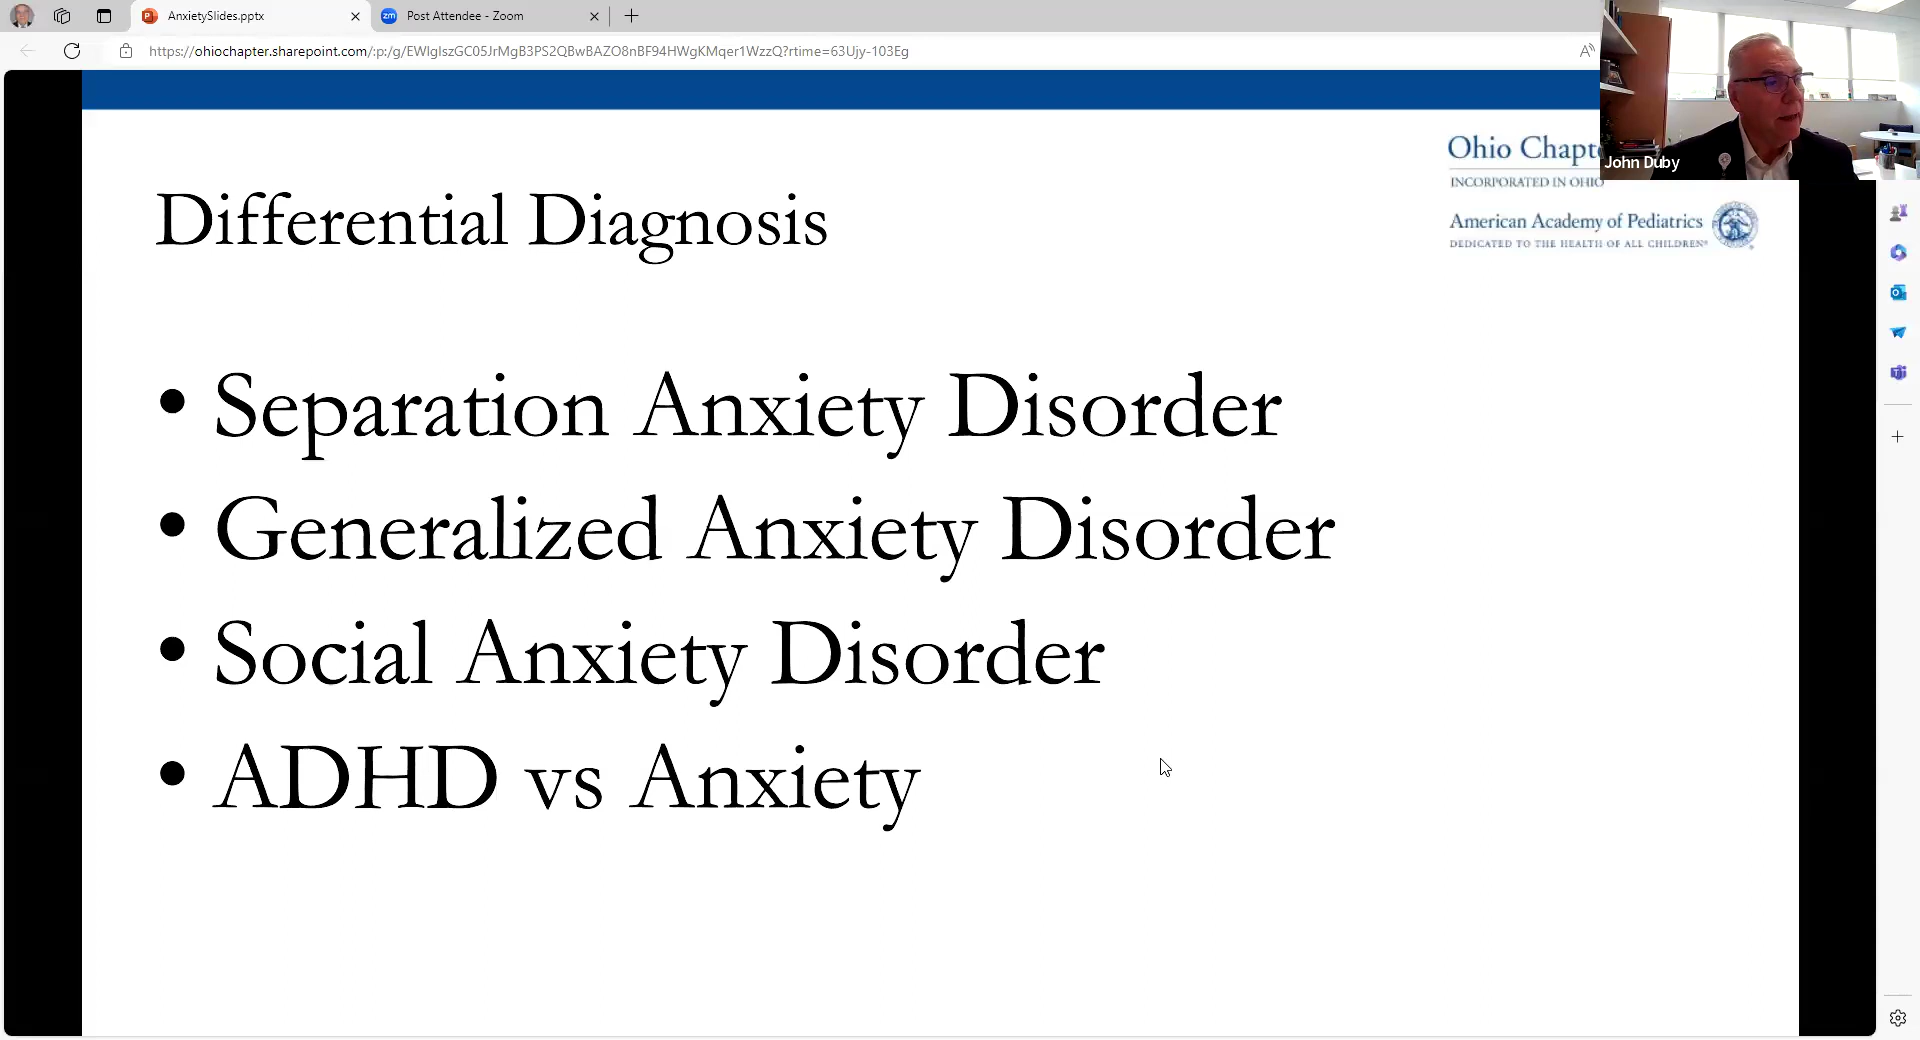 AnxietySlides.pptx
Post Attendee - Zoom
https://ohiochapter.sharepoint.com/:p:/g/EWIgIszGC05JrMgB3PS2QBwBAZO8nBF94HWgKMqer1WzzQ?rtime=63Ujy-103Eg
John Duby
Ohio Chapt
INCORPORATED IN OHIO
American Academy of Pediatrics
DEDICATED TO THE HEALTH OF ALL CHILDREN®
Differential Diagnosis
• Separation Anxiety Disorder
• Generalized Anxiety Disorder
• Social Anxiety Disorder
• ADHD vs Anxiety